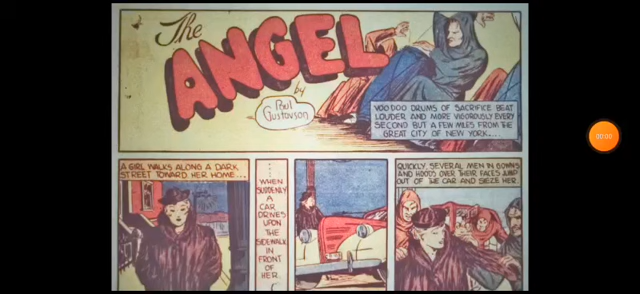 The
ANGEL
by
Paul
Gustavson
VOODOO DRUMS OF SACRIFICE BEAT
LOUDER AND MORE VIGOROUSLY EVERY
SECOND BUT A FEW MILES FROM THE
GREAT CITY OF NEW YORK....
A GIRL WALKS ALONG A DARK
STREET TOWARD HER HOME...
WHEN
SUDDENLY
A
CAR
DRIVES
UPON
THE
SIDEWALK
IN
FRONT
OF
HER
QUICKLY, SEVERAL MEN IN GOWNS
AND HOODS OVER THEIR FACES JUMP
OUT OF THE CAR AND SEIZE HER
00:03